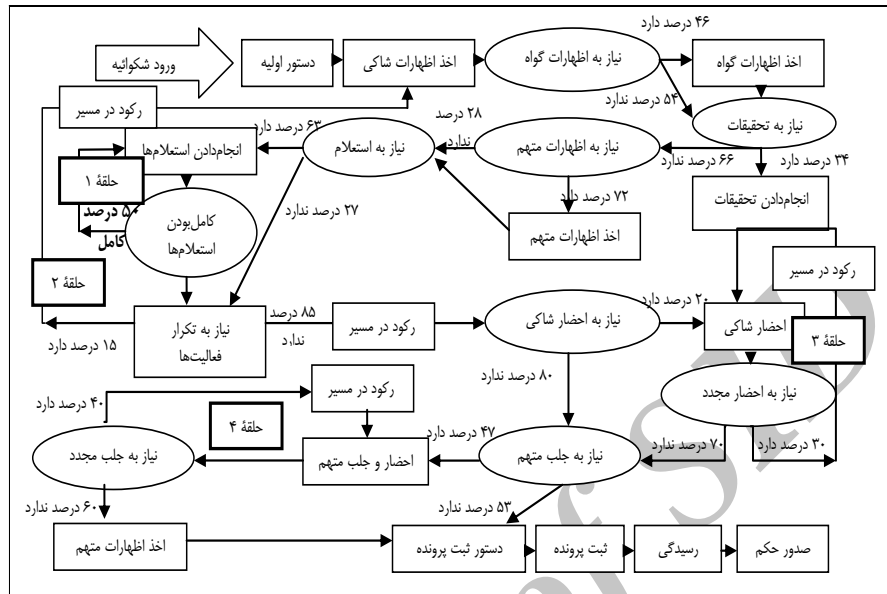 ۴۶ درصد دارد
ورود شکوائیه
دستور اولیه
اخذ اظهارات شاکی
نیاز به اظهارات گواه
اخذ اظهارات گواه
۵۴ درصد ندارد
رکود در مسیر
نیاز به تحقیقات
۲۸ درصد
ندارد
۶۳ درصد دارد
انجام‌دادن استعلام‌ها
نیاز به استعلام
نیاز به اظهارات متهم
۶۶ درصد ندارد
۳۴ درصد دارد
حلقهٔ ۱
۷۲ درصد دارد
انجام‌دادن تحقیقات
۵۰ درصد
کامل
کامل‌بودن
استعلام‌ها
۲۷ درصد ندارد
اخذ اظهارات متهم
رکود در مسیر
حلقهٔ ۲
۲۰ درصد دارد
نیاز به تکرار
فعالیت‌ها
۸۵ درصد
ندارد
رکود در مسیر
نیاز به احضار شاکی
احضار شاکی
حلقهٔ ۳
۱۵ درصد دارد
۸۰ درصد ندارد
نیاز به احضار مجدد
رکود در مسیر
۴۰ درصد دارد
حلقهٔ ۴
۴۷ درصد دارد
۷۰ درصد ندارد
۳۰ درصد دارد
نیاز به جلب مجدد
احضار و جلب متهم
نیاز به جلب متهم
۶۰ درصد ندارد
۵۳ درصد ندارد
اخذ اظهارات متهم
دستور ثبت پرونده
ثبت پرونده
رسیدگی
صدور حکم
of SID